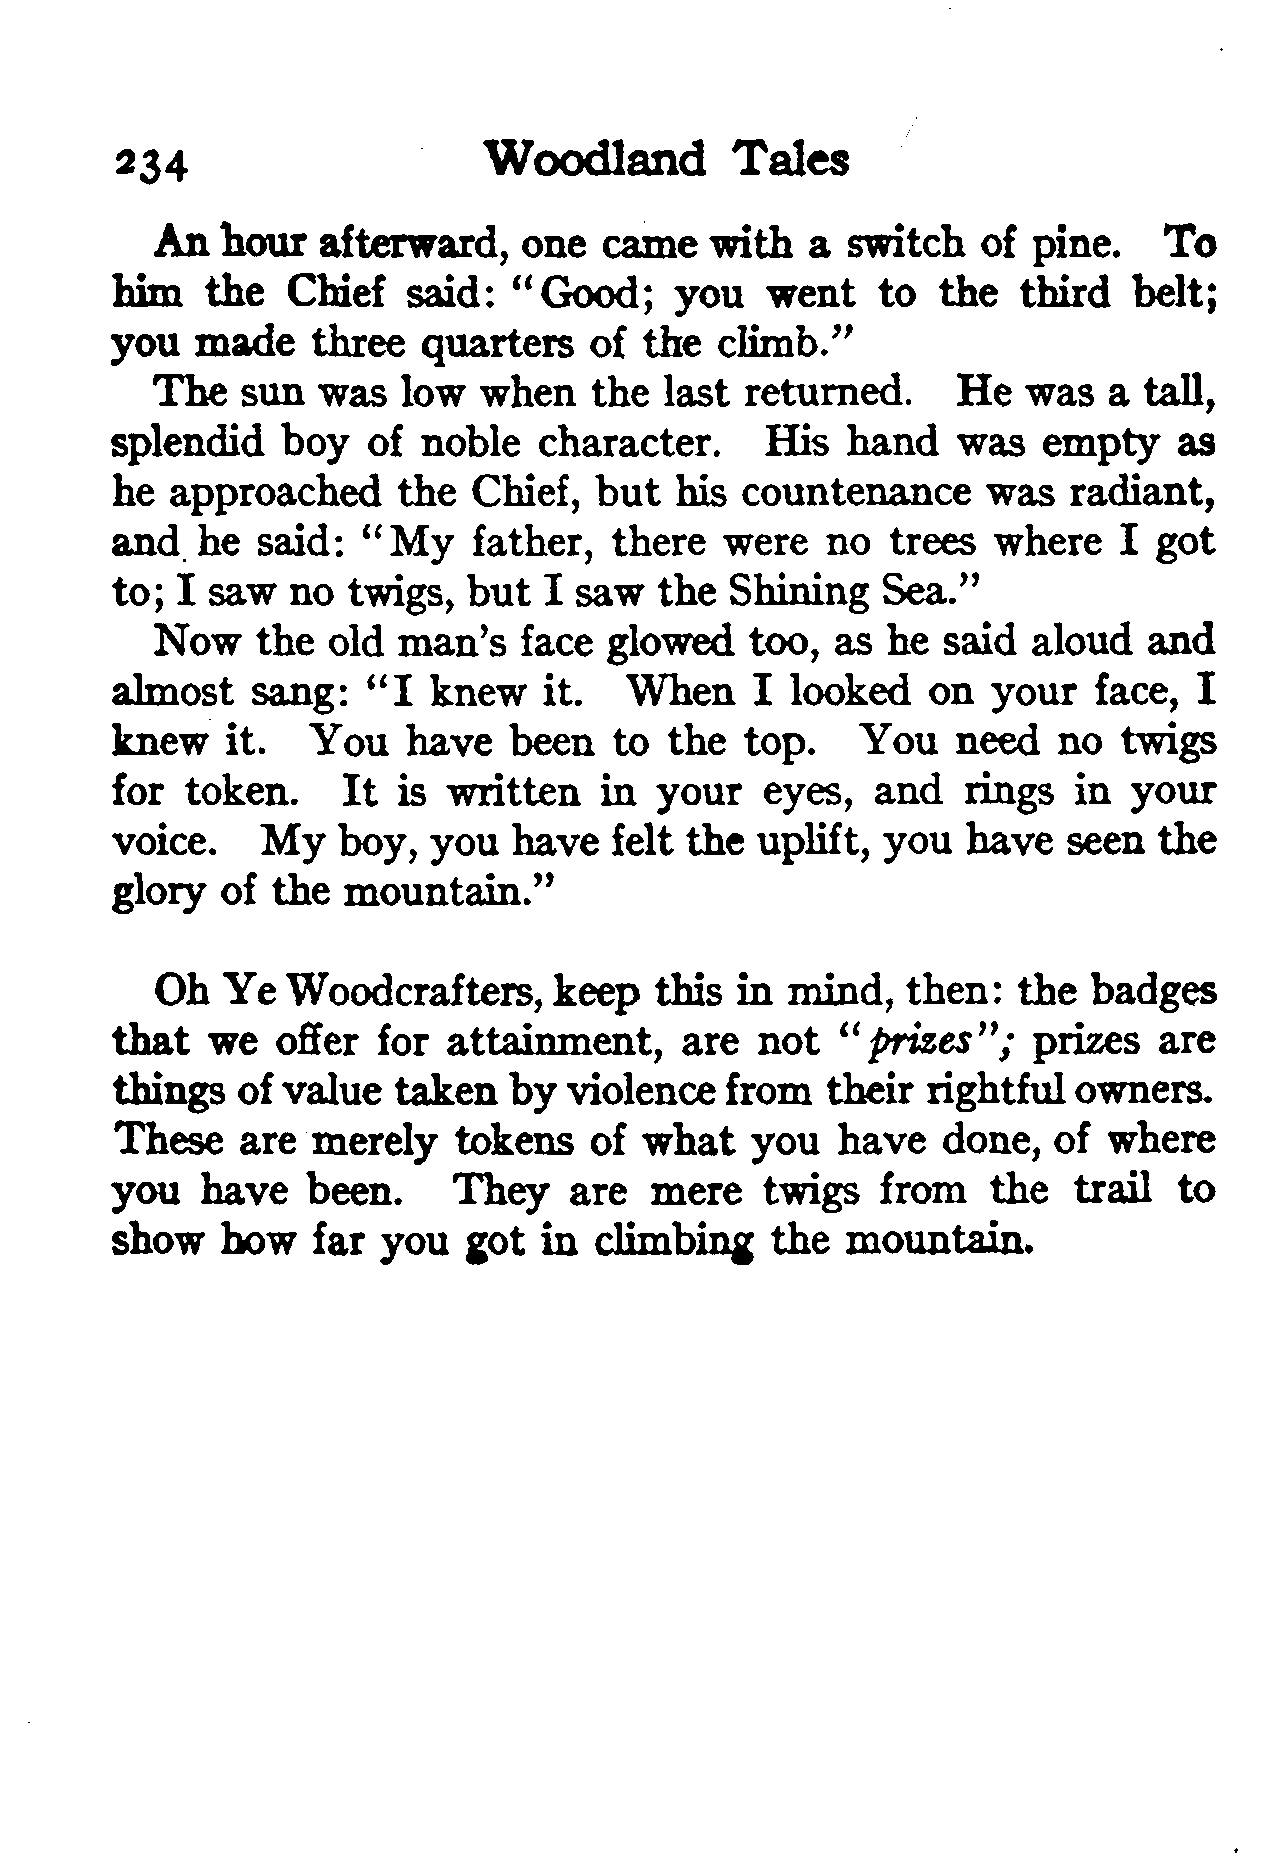 234 Woodland Tales
An hour afterward, one came with a switch of pine. To
him the Chief said: "Good; you went to the third belt;
you made three quarters of the climb."
The sun was low when the last returned. He was a tall,
splendid boy of noble character. His hand was empty as
he approached the Chief, but his countenance was radiant,
and he said: "My father, there were no trees where I got
to; I saw no twigs, but I saw the Shining Sea."
Now the old man's face glowed too, as he said aloud and
almost sang: "I knew it. When I looked on your face, I
knew it. You have been to the top. You need no twigs
for token. It is written in your eyes, and rings in your
voice. My boy, you have felt the uplift, you have seen the
glory of the mountain."
Oh Ye Woodcrafters, keep this in mind, then: the badges
that we offer for attainment, are not "prizes"; prizes are
things of value taken by violence from their rightful owners.
These are merely tokens of what you have done, of where
you have been. They are mere twigs from the trail to
show how far you got in climbing the mountain.